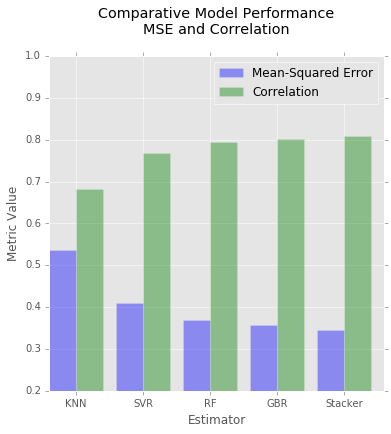 Comparative Model Performance
MSE and Correlation
Mean-Squared Error
Correlation
1.0
0.9
0.8
0.7
0.6
0.5
0.4
0.3
0.2
Metric Value
KNN SVR RF GBR Stacker
Estimator